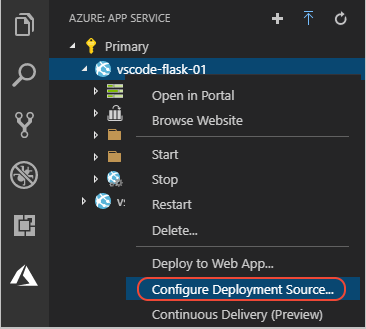 AZURE: APP SERVICE
Primary
vscode-flask-01
Open in Portal
Browse Website
Start
Stop
Restart
Delete...
Deploy to Web App...
Configure Deployment Source...
Continuous Delivery (Preview)